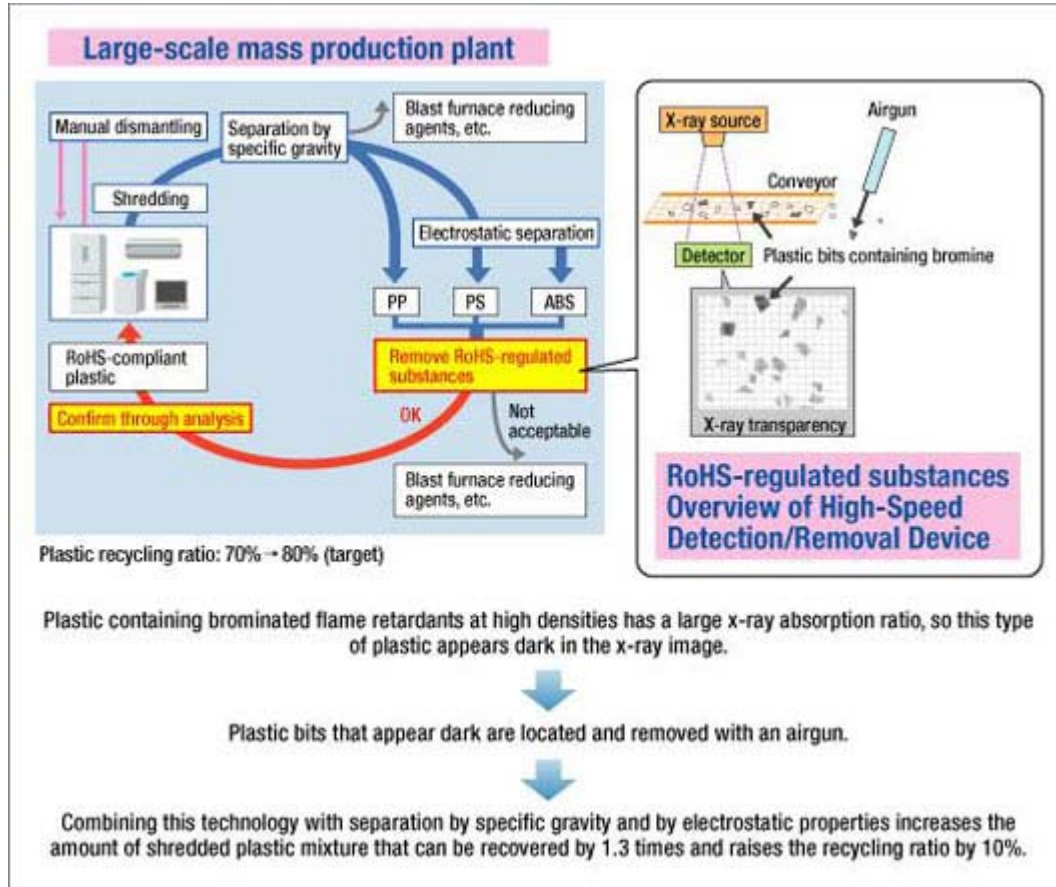 Large-scale mass production plant
Manual dismantling
Separation by
specific gravity
Blast furnace reducing
agents, etc.
Shredding
Electrostatic separation
PP
PS
ABS
RoHS-compliant
plastic
Remove RoHS-regulated
substances
Confirm through analysis
OK
Not
acceptable
Blast furnace reducing
agents, etc.
Plastic recycling ratio: 70%→80% (target)
X-ray source
Airgun
Conveyor
Detector
Plastic bits containing bromine
X-ray transparency
RoHS-regulated substances
Overview of High-Speed
Detection/Removal Device
Plastic containing brominated flame retardants at high densities has a large x-ray absorption ratio, so this type
of plastic appears dark in the x-ray image.
Plastic bits that appear dark are located and removed with an airgun.
Combining this technology with separation by specific gravity and by electrostatic properties increases the
amount of shredded plastic mixture that can be recovered by 1.3 times and raises the recycling ratio by 10%.